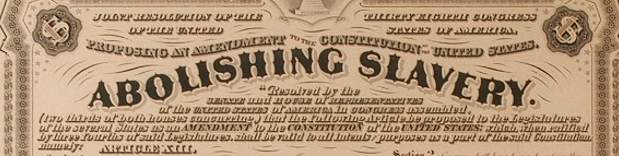 JOINT RESOLUTION OF THE THIRTY EIGHTH CONGRESS
OF THE UNITED STATES OF AMERICA,
PROPOSING AN AMENDMENT TO THE CONSTITUTION OF THE UNITED STATES.
ABOLISHING SLAVERY.
"Resolved by the
SENATE and HOUSE of REPRESENTATIVES
of the UNITED STATES of AMERICA in CONGRESS assembled,
(two thirds of both houses concurring) that the following Article be proposed to the Legislatures
of the several States as an AMENDMENT to the CONSTITUTION of the UNITED STATES: which, when ratified
by three fourths of said Legislatures, shall be valid to all intents & purposes as a part of the said Constitution
namely: ARTICLE XIII.
Section 2.